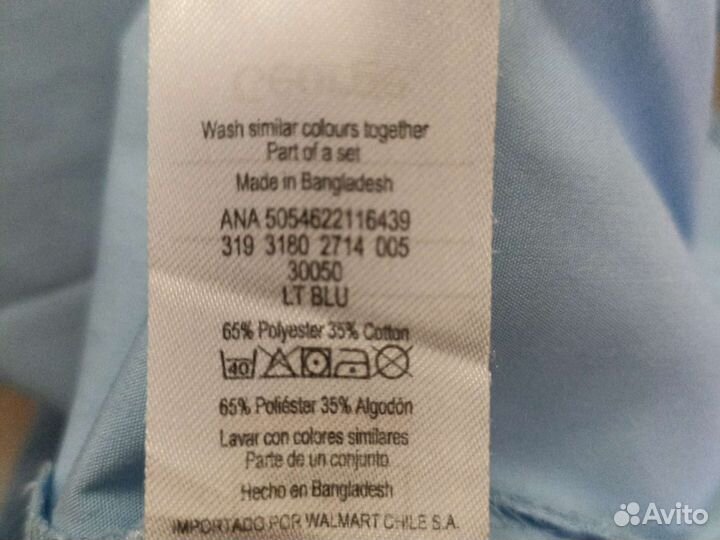 Wash similar colours together
Part of a set
Made in Bangladesh
ANA 5054622116439
319 3180 2714 005
30050
LT BLU
65% Polyester 35% Cotton
40
65% Poliéster 35% Algodón
Lavar con colores similares
Parte de un conjunto
Hecho en Bangladesh
IMPORTADO POR WALMART CHILE S.A.
Avito